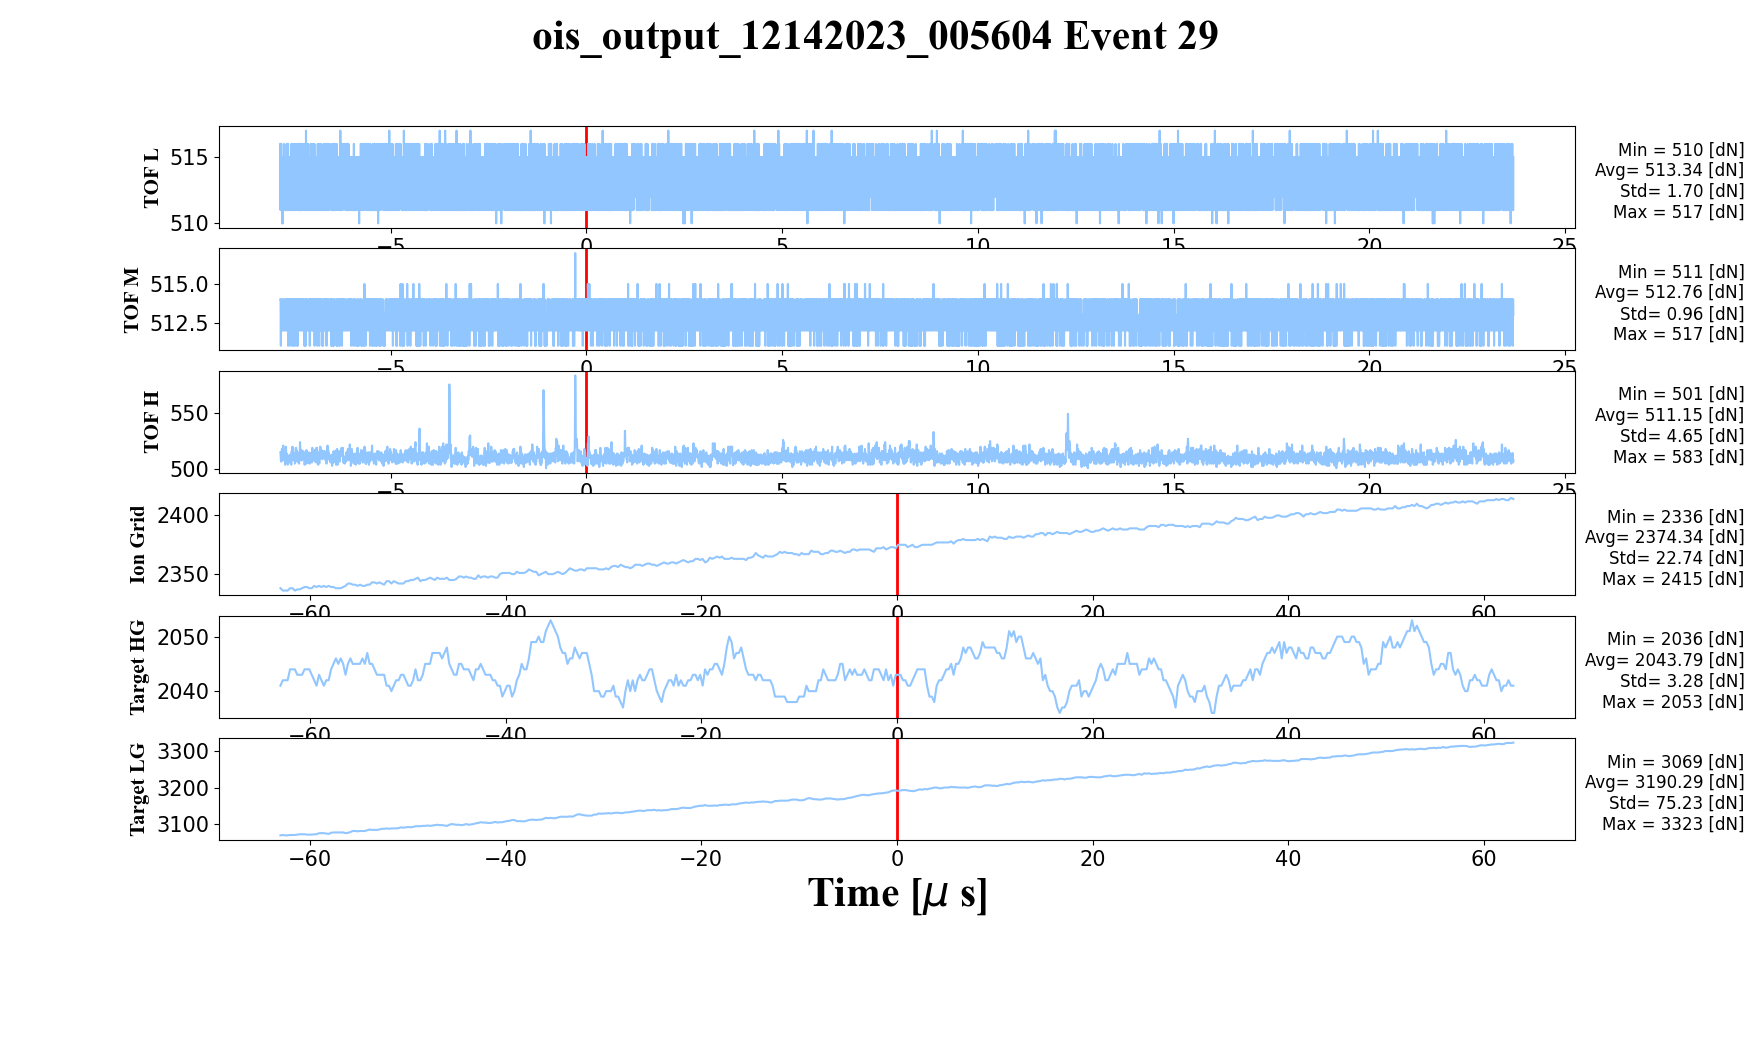 ois_output_12142023_005604 Event 29
TOF L
515
510
Min = 510 [dN]
Avg= 513.34 [dN]
Std= 1.70 [dN]
Max = 517 [dN]
−5 0 5 10 15 20 25
TOF M
515.0
512.5
Min = 511 [dN]
Avg= 512.76 [dN]
Std= 0.96 [dN]
Max = 517 [dN]
−5 0 5 10 15 20 25
TOF H
550
500
Min = 501 [dN]
Avg= 511.15 [dN]
Std= 4.65 [dN]
Max = 583 [dN]
−5 0 5 10 15 20 25
Ion Grid
2400
2350
Min = 2336 [dN]
Avg= 2374.34 [dN]
Std= 22.74 [dN]
Max = 2415 [dN]
−60 −40 −20 0 20 40 60
Target HG
2050
2040
Min = 2036 [dN]
Avg= 2043.79 [dN]
Std= 3.28 [dN]
Max = 2053 [dN]
−60 −40 −20 0 20 40 60
Target LG
3300
3200
3100
Min = 3069 [dN]
Avg= 3190.29 [dN]
Std= 75.23 [dN]
Max = 3323 [dN]
−60 −40 −20 0 20 40 60
Time [μ s]